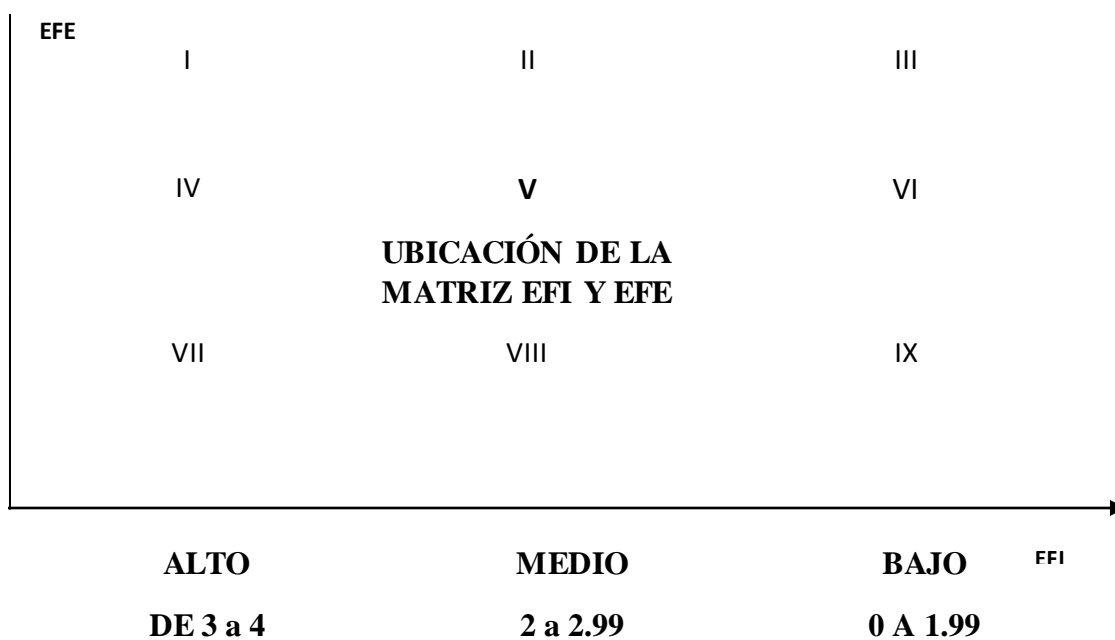 EFE
I II III
IV V VI
UBICACIÓN DE LA
MATRIZ EFI Y EFE
VII VIII IX
ALTO MEDIO BAJO EFI
DE 3 a 4 2 a 2.99 0 A 1.99